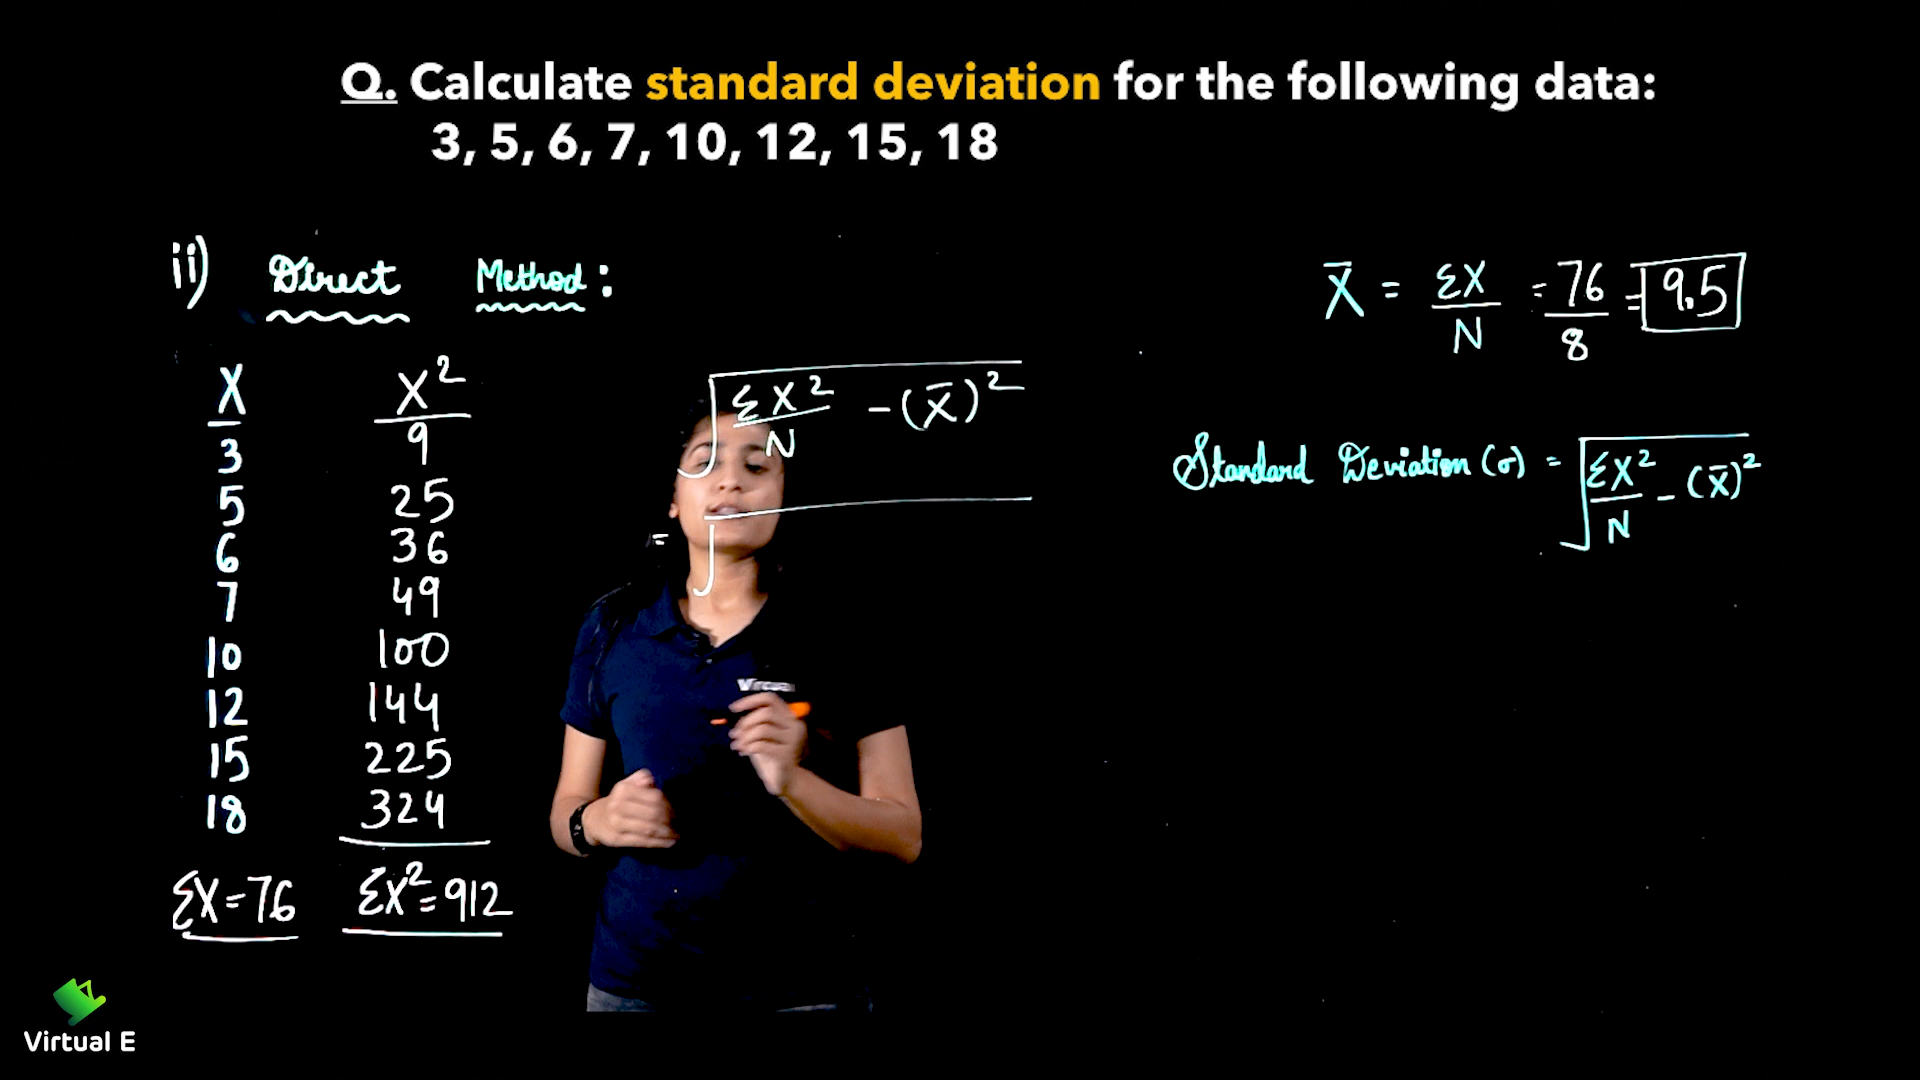 Q. Calculate standard deviation for the following data:
3, 5, 6, 7, 10, 12, 15, 18
ii) Direct Method:
X X²
3 9
5 25
6 36
7 49
10 100
12 144
15 225
18 324
ΣX=76 ΣX²=912
√ΣX²/N - (X̄)²
= √
X̄ = ΣX/N = 76/8 = 9.5
Standard Deviation (σ) = √ΣX²/N - (X̄)²
Virtual E